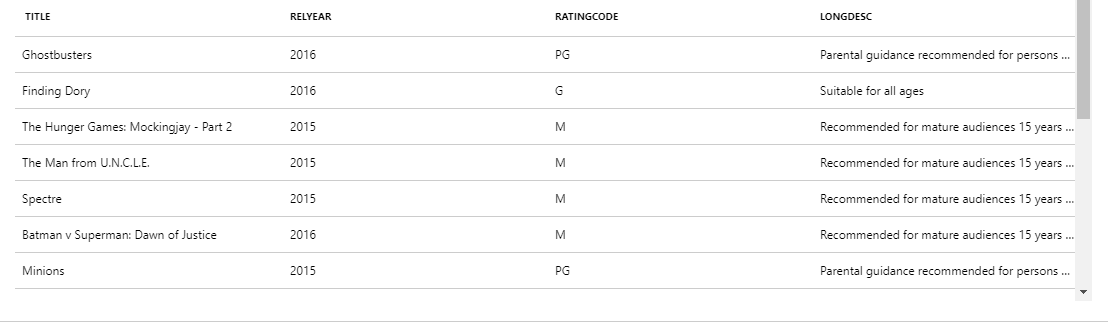 TITLE RELYEAR RATINGCODE LONGDESC
Ghostbusters 2016 PG Parental guidance recommended for persons ...
Finding Dory 2016 G Suitable for all ages
The Hunger Games: Mockingjay - Part 2 2015 M Recommended for mature audiences 15 years ...
The Man from U.N.C.L.E. 2015 M Recommended for mature audiences 15 years ...
Spectre 2015 M Recommended for mature audiences 15 years ...
Batman v Superman: Dawn of Justice 2016 M Recommended for mature audiences 15 years ...
Minions 2015 PG Parental guidance recommended for persons ...